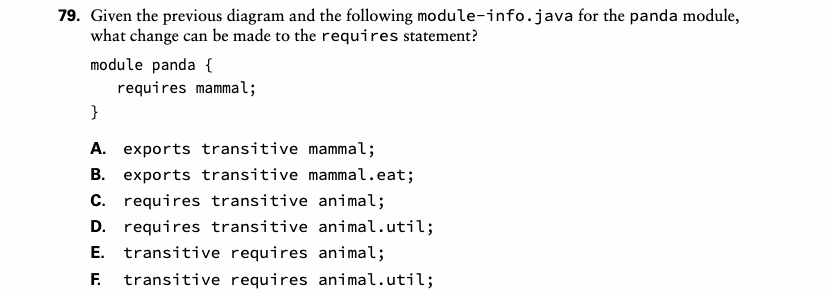 79. Given the previous diagram and the following module-info.java for the panda module,
what change can be made to the requires statement?
module panda {
requires mammal;
}
A. exports transitive mammal;
B. exports transitive mammal.eat;
C. requires transitive animal;
D. requires transitive animal.util;
E. transitive requires animal;
F. transitive requires animal.util;